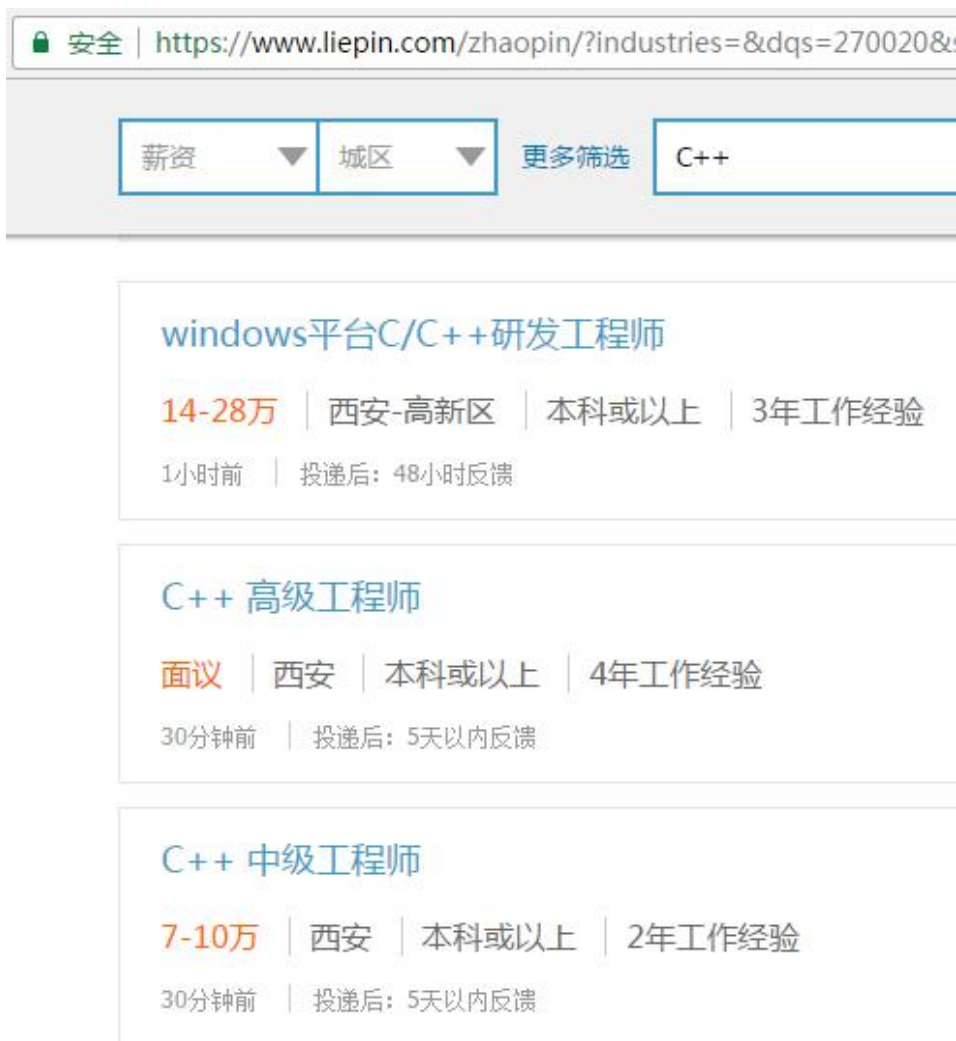 安全 | https://www.liepin.com/zhaopin/?industries=&dqs=270020&
薪资 城区 更多筛选 C++
windows平台C/C++研发工程师
14-28万 西安-高新区 本科或以上 3年工作经验
1小时前 投递后：48小时反馈
C++ 高级工程师
面议 西安 本科或以上 4年工作经验
30分钟前 投递后：5天以内反馈
C++ 中级工程师
7-10万 西安 本科或以上 2年工作经验
30分钟前 投递后：5天以内反馈